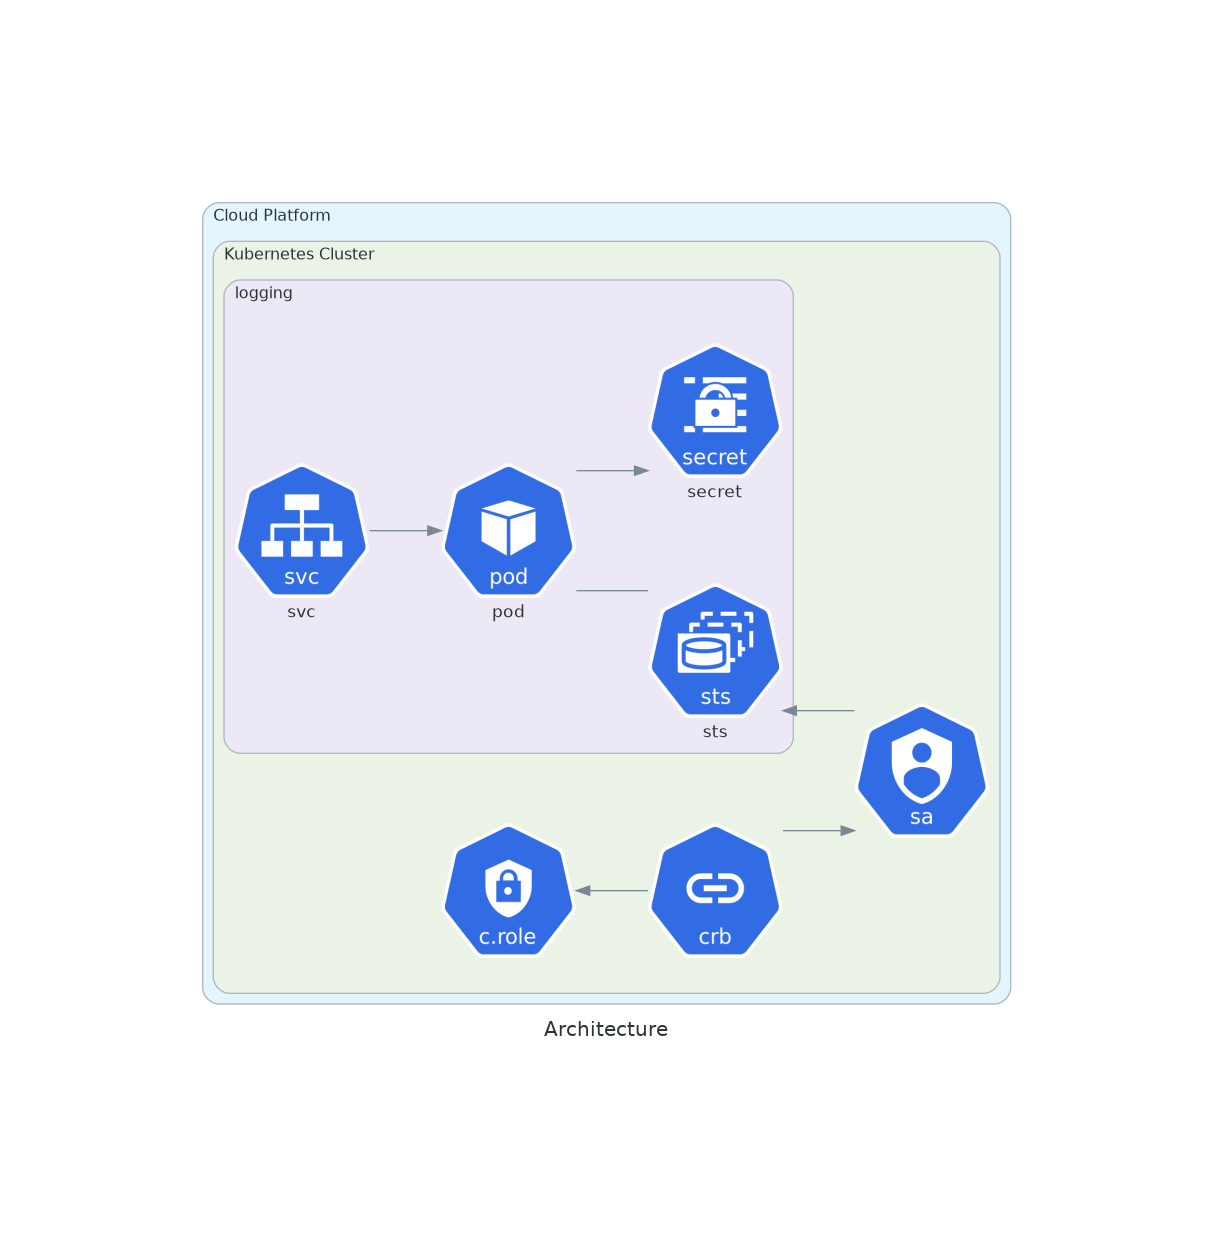 Cloud Platform
Kubernetes Cluster
logging
secret
secret
svc
svc
pod
pod
sts
sts
sa
c.role
crb
Architecture